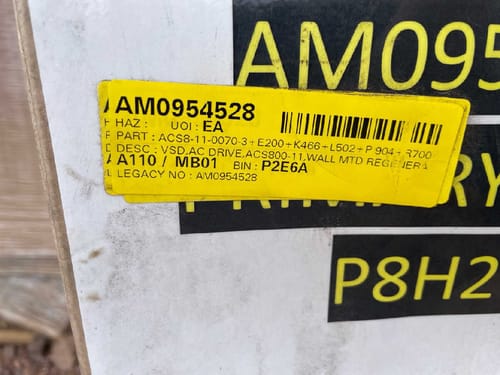 AM095
AM0954528
HAZ : UOI : EA
PART : ACS8-11-0070-3+E200+K466+L502+P904+R700
DESC : VSD,AC DRIVE,ACS800-11,WALL MTD REGENERA
A110 / MB01 BIN : P2E6A
LEGACY NO : AM0954528
P8H2